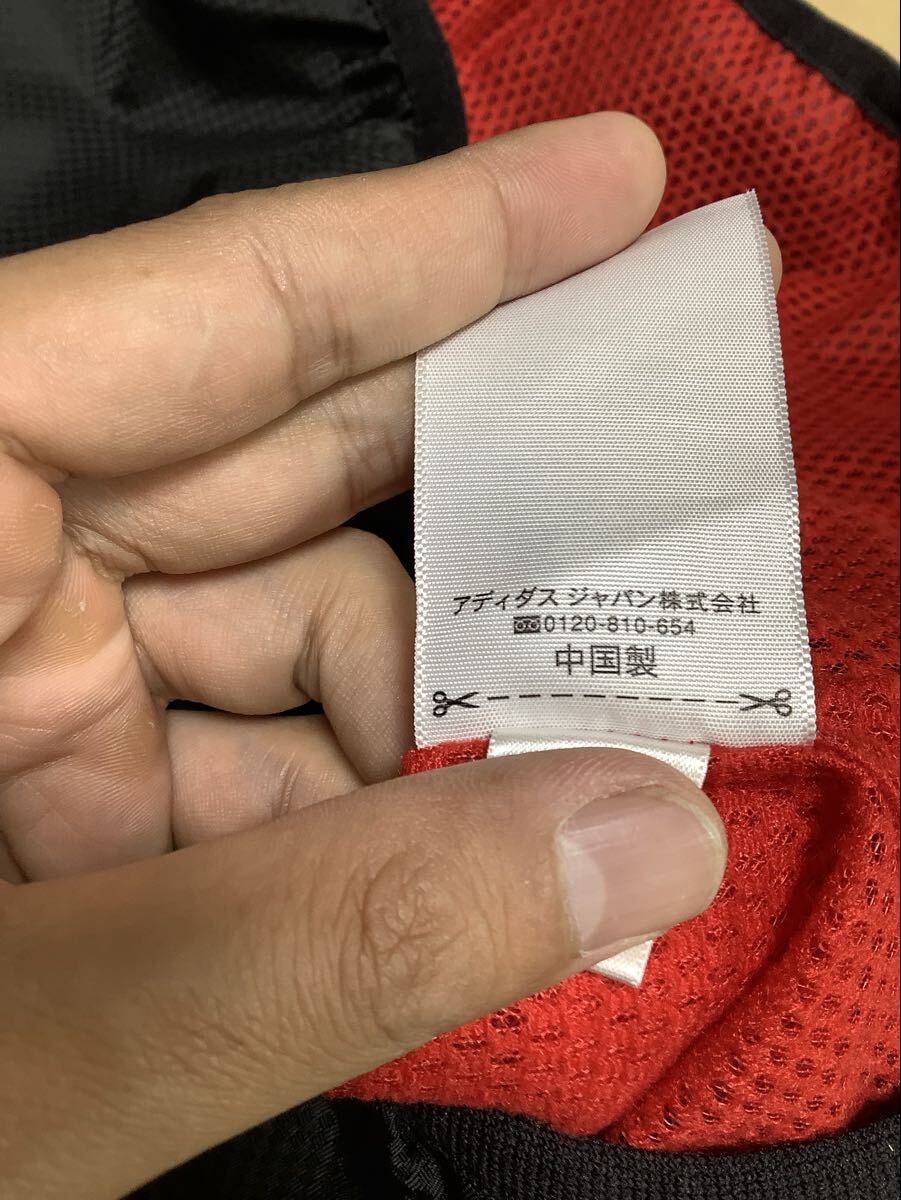 アディダス ジャパン株式会社
0120-810-654
中国製